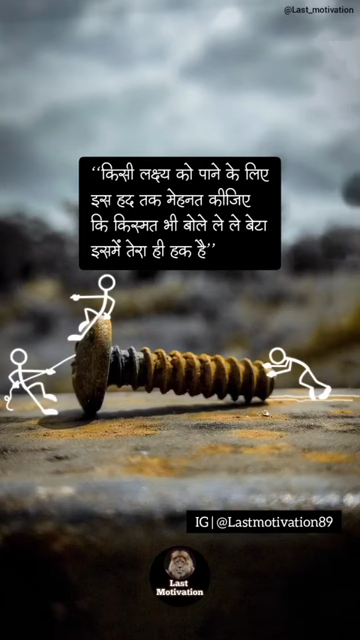 @Last_motivation
‘‘किसी लक्ष्य को पाने के लिए
इस हद तक मेहनत कीजिए
कि किस्मत भी बोले ले ले बेटा
इसमें तेरा ही हक है’’
IG|@Lastmotivation89
Last
Motivation